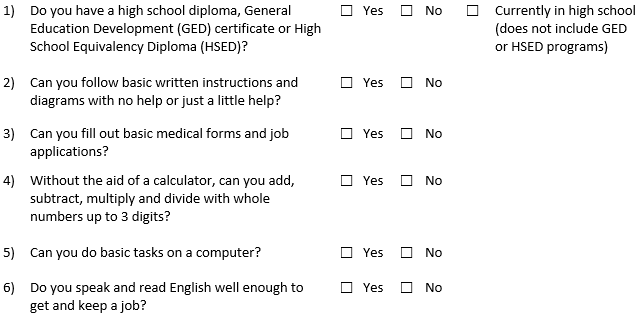 1) Do you have a high school diploma, General ☐ Yes ☐ No ☐ Currently in high school
Education Development (GED) certificate or High (does not include GED
School Equivalency Diploma (HSED)? or HSED programs)
2) Can you follow basic written instructions and ☐ Yes ☐ No
diagrams with no help or just a little help?
3) Can you fill out basic medical forms and job ☐ Yes ☐ No
applications?
4) Without the aid of a calculator, can you add, ☐ Yes ☐ No
subtract, multiply and divide with whole
numbers up to 3 digits?
5) Can you do basic tasks on a computer? ☐ Yes ☐ No
6) Do you speak and read English well enough to ☐ Yes ☐ No
get and keep a job?